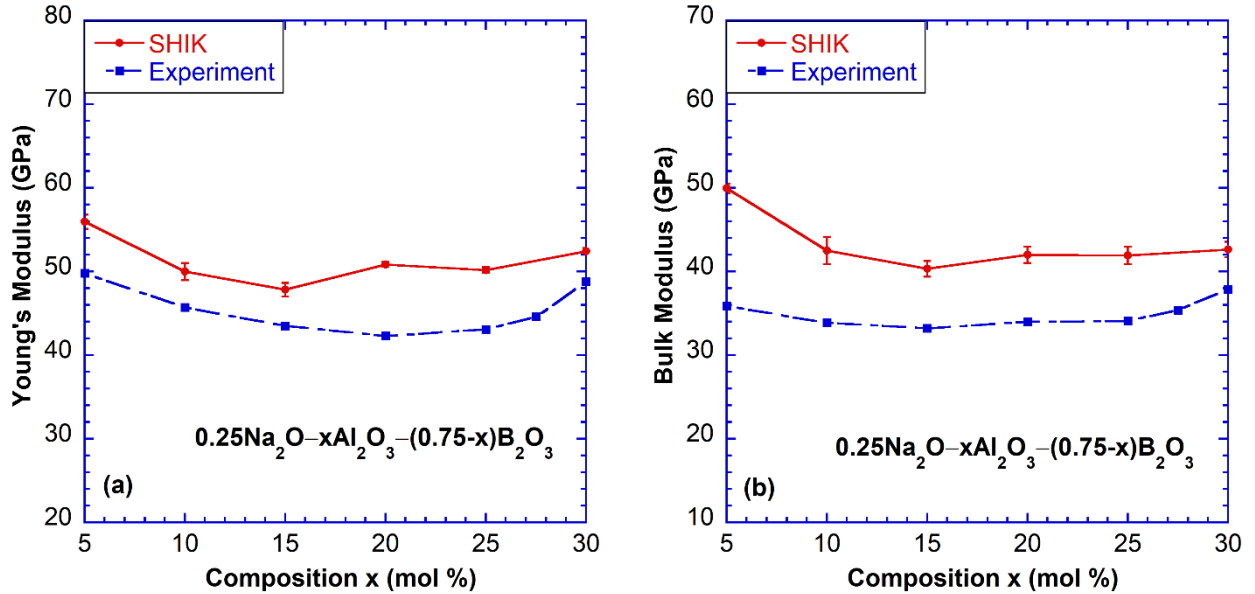 80
70
60
50
40
30
20
Young's Modulus (GPa)
SHIK
Experiment
0.25Na₂O–xAl₂O₃–(0.75-x)B₂O₃
(a)
5 10 15 20 25 30
Composition x (mol %)
70
60
50
40
30
20
10
Bulk Modulus (GPa)
SHIK
Experiment
0.25Na₂O–xAl₂O₃–(0.75-x)B₂O₃
(b)
5 10 15 20 25 30
Composition x (mol %)